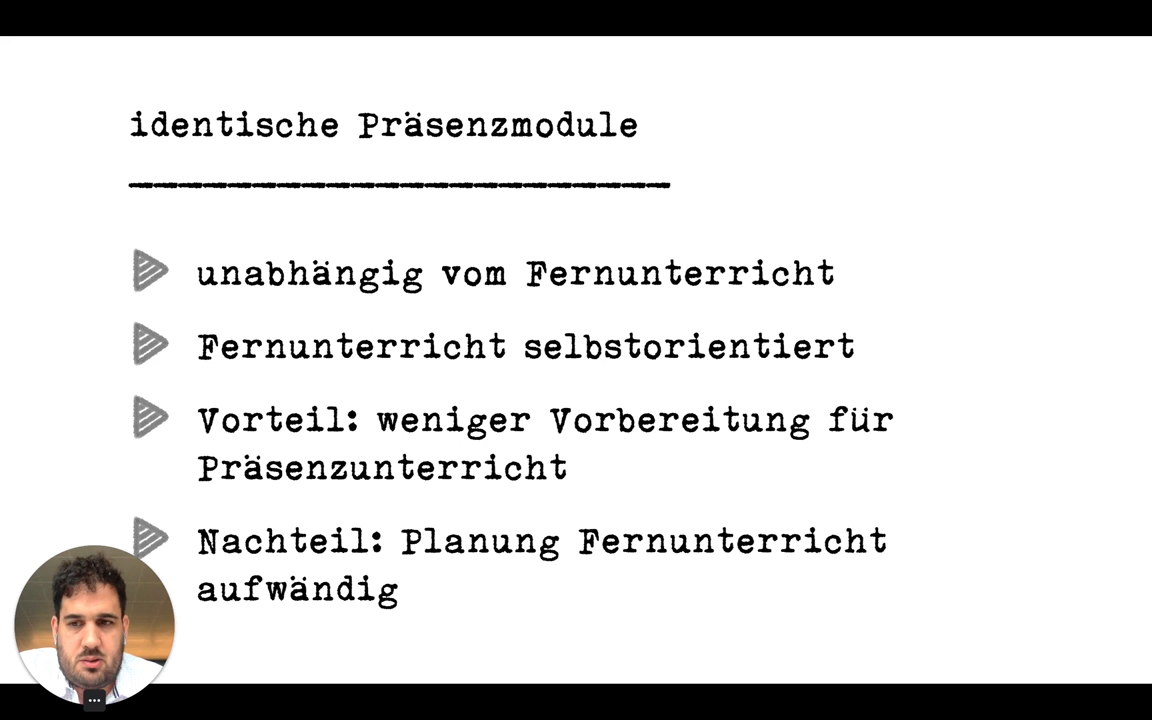 identische Präsenzmodule
unabhängig vom Fernunterricht
Fernunterricht selbstorientiert
Vorteil: weniger Vorbereitung für
Präsenzunterricht
Nachteil: Planung Fernunterricht
aufwändig